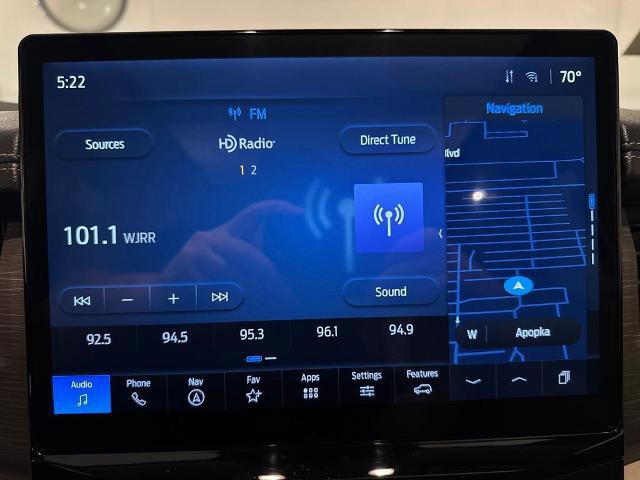 5:22
1
70°
FM
Navigation
Sources
HD Radio
Direct Tune
lvd
1 2
101.1 WJRR
Sound
W
Apopka
92.5
94.5
95.3
96.1
94.9
Audio
Phone
Nav
Fav
Apps
Settings
Features